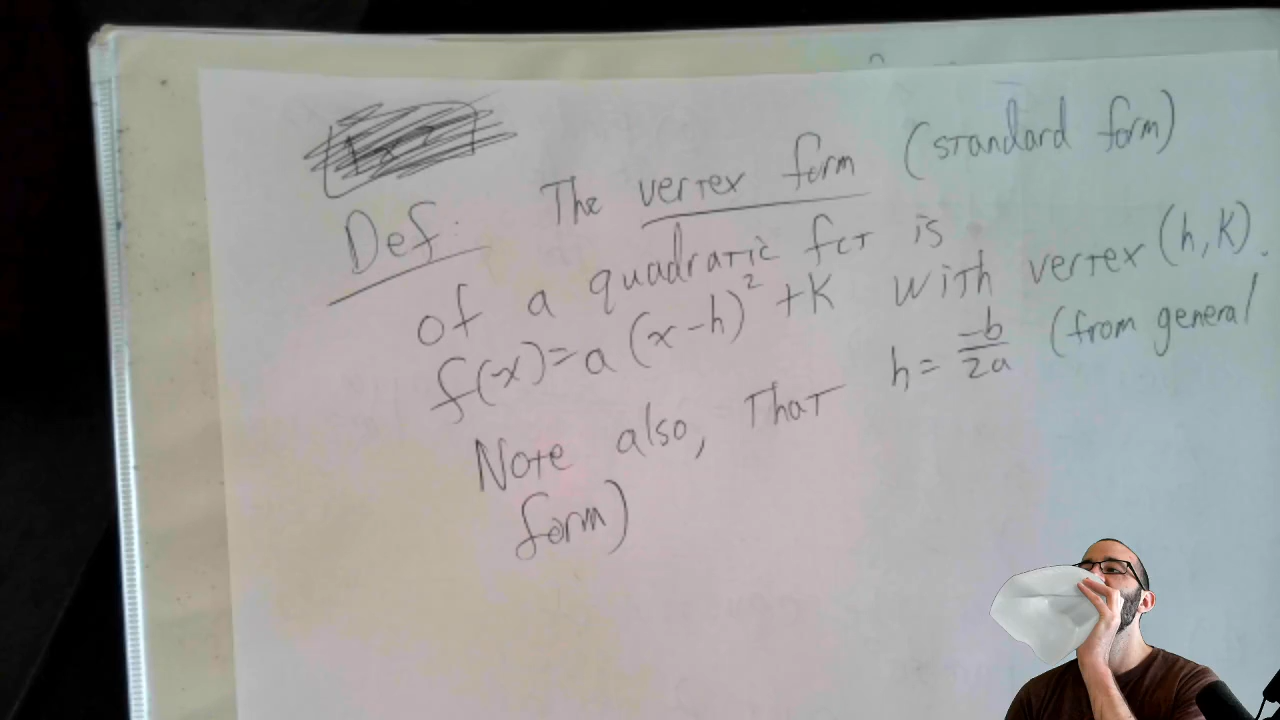 Def: The vertex form (standard form)
of a quadratic fct is
f(x)=a(x-h)²+k with vertex (h,k).
Note also, that h= -b/2a (from general
form)